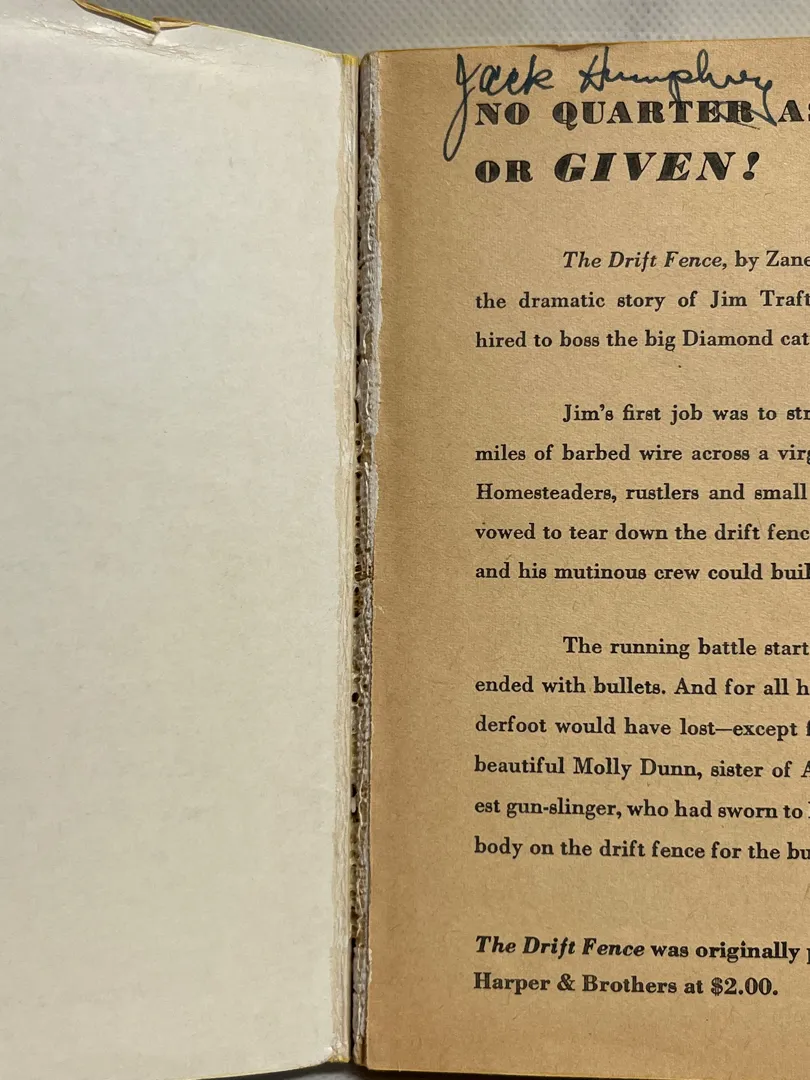 Jack Humphrey
NO QUARTER AS
OR GIVEN!
The Drift Fence, by Zane
the dramatic story of Jim Traft
hired to boss the big Diamond cat
Jim's first job was to str
miles of barbed wire across a virg
Homesteaders, rustlers and small
vowed to tear down the drift fenc
and his mutinous crew could buil
The running battle start
ended with bullets. And for all h
derfoot would have lost—except f
beautiful Molly Dunn, sister of A
est gun-slinger, who had sworn to
body on the drift fence for the bu
The Drift Fence was originally p
Harper & Brothers at $2.00.